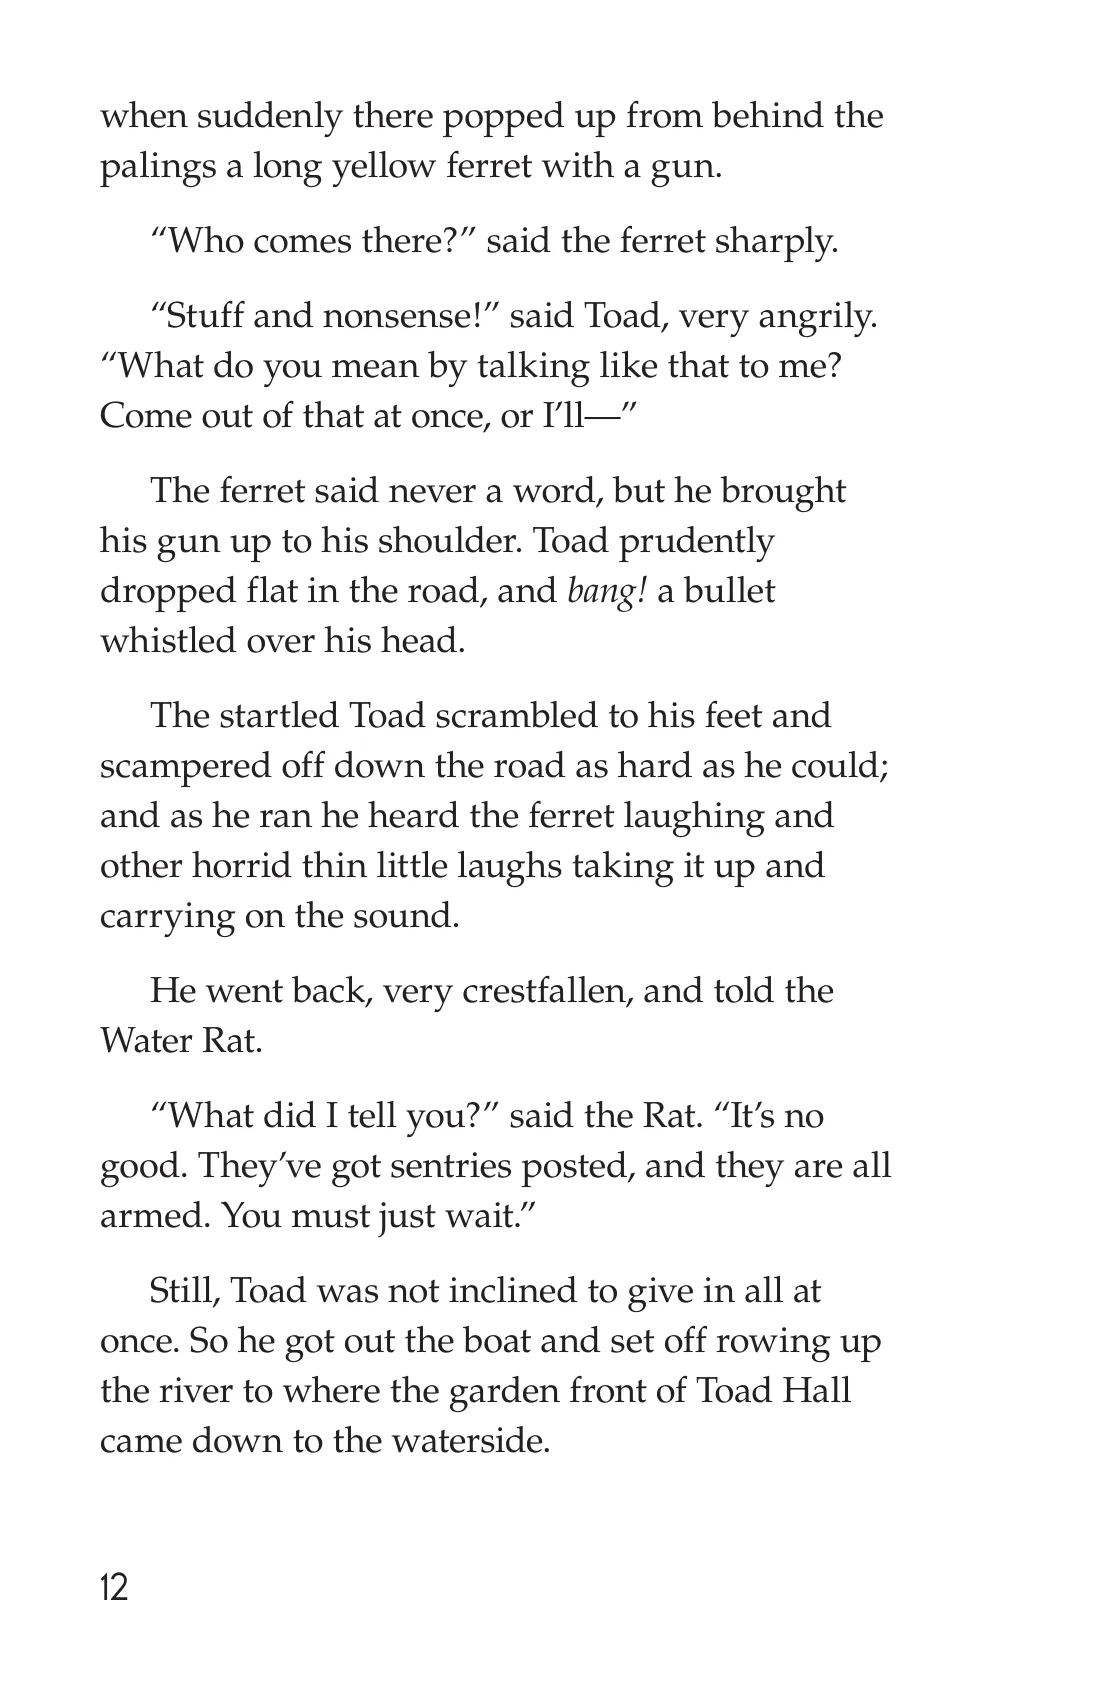 when suddenly there popped up from behind the
palings a long yellow ferret with a gun.
“Who comes there?” said the ferret sharply.
“Stuff and nonsense!” said Toad, very angrily.
“What do you mean by talking like that to me?
Come out of that at once, or I’ll—”
The ferret said never a word, but he brought
his gun up to his shoulder. Toad prudently
dropped flat in the road, and bang! a bullet
whistled over his head.
The startled Toad scrambled to his feet and
scampered off down the road as hard as he could;
and as he ran he heard the ferret laughing and
other horrid thin little laughs taking it up and
carrying on the sound.
He went back, very crestfallen, and told the
Water Rat.
“What did I tell you?” said the Rat. “It’s no
good. They’ve got sentries posted, and they are all
armed. You must just wait.”
Still, Toad was not inclined to give in all at
once. So he got out the boat and set off rowing up
the river to where the garden front of Toad Hall
came down to the waterside.
12